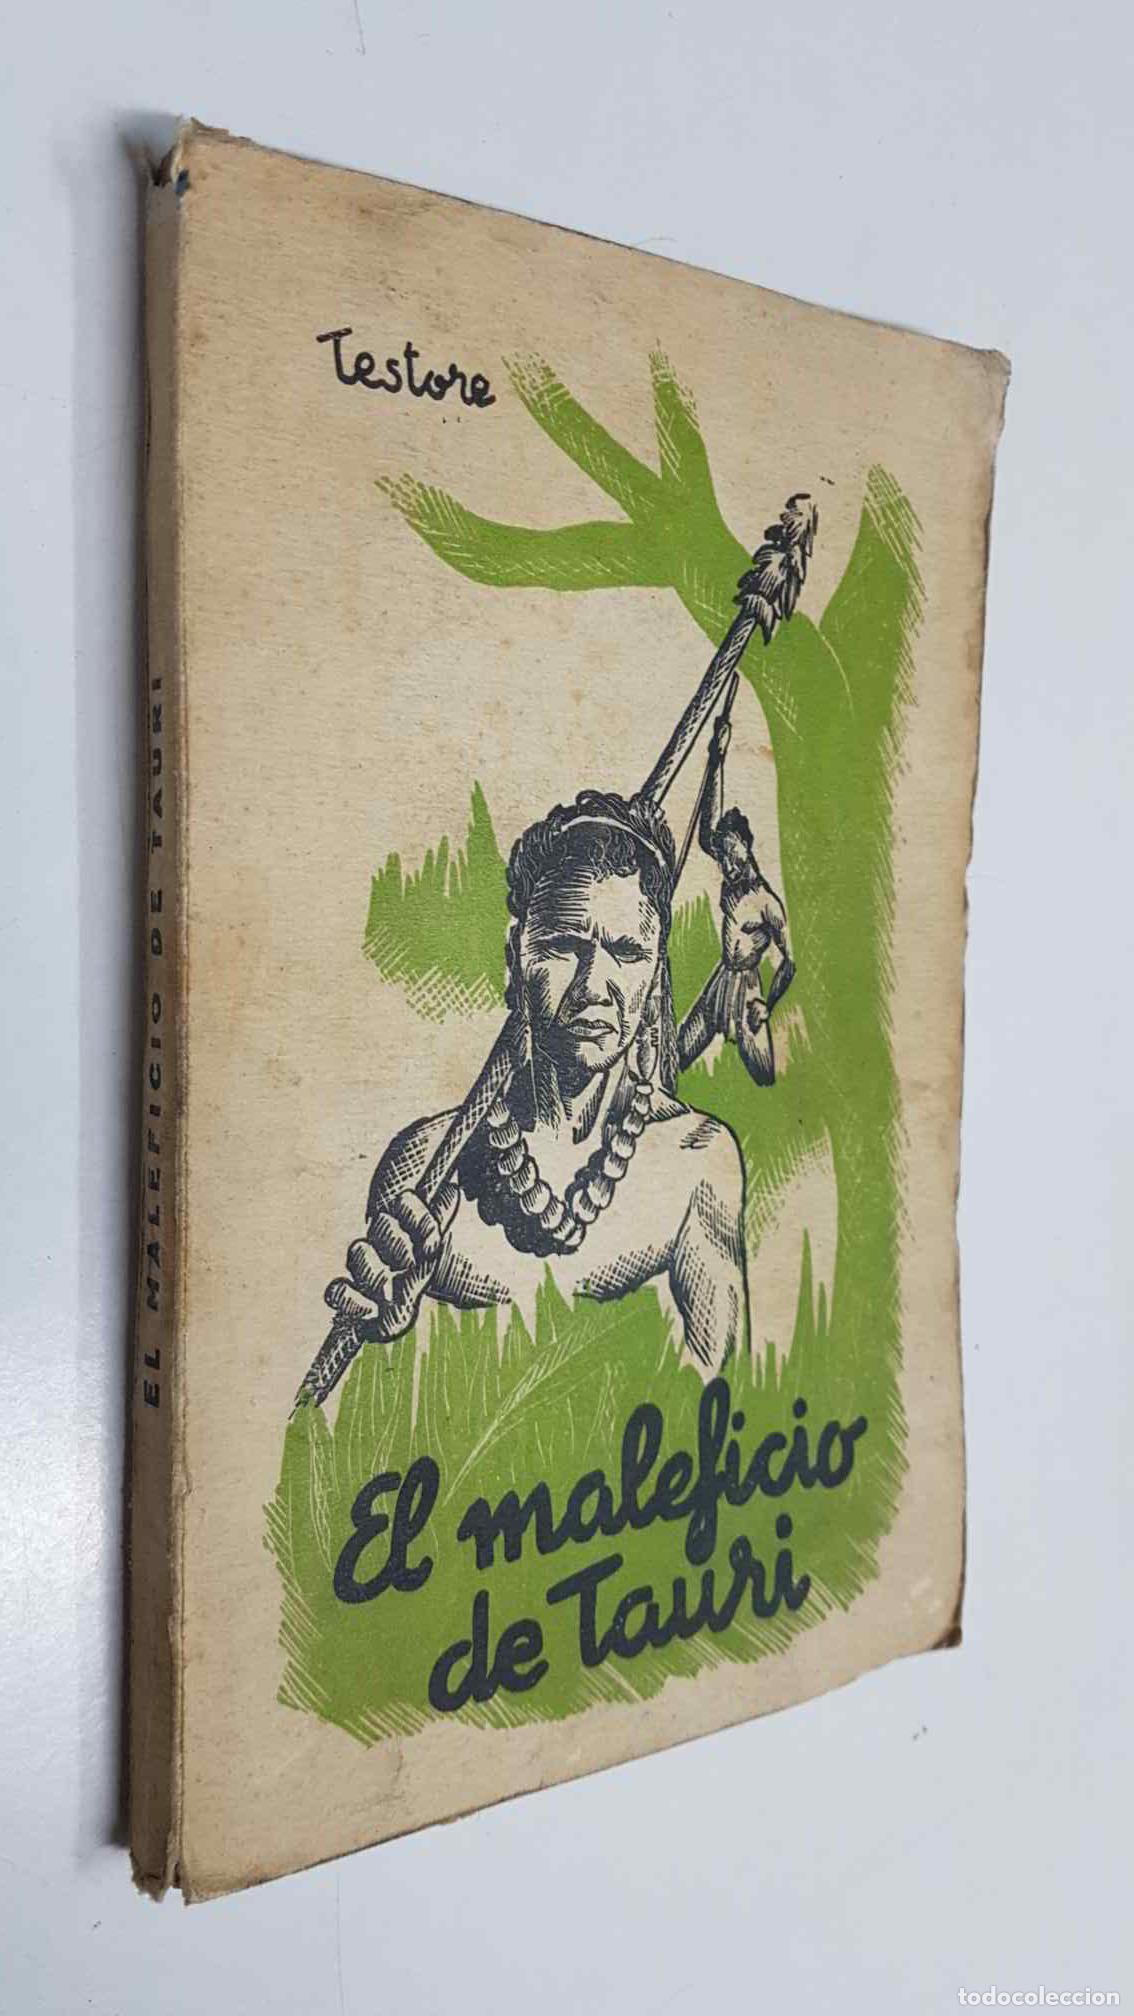 Testore
El maleficio
de Tauri
EL MALEFICIO DE TAURI
todocoleccion